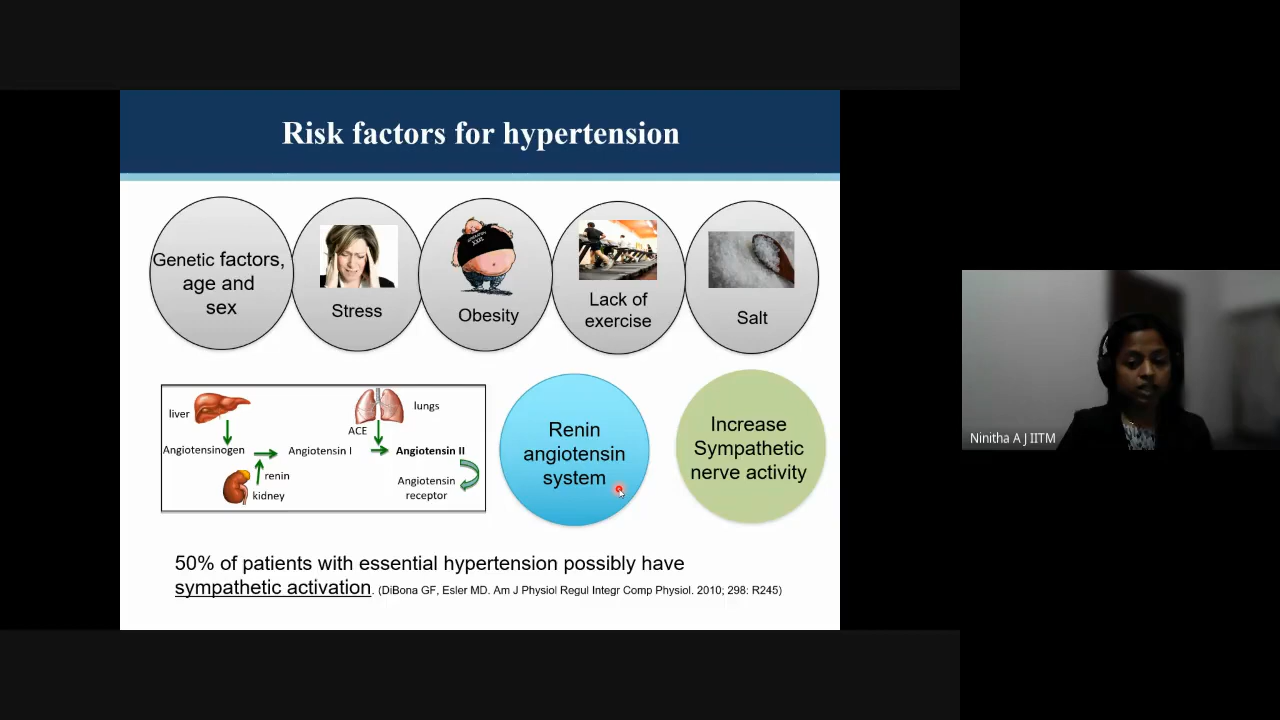 Risk factors for hypertension
Genetic factors,
age and
sex
Stress
Obesity
Lack of
exercise
Salt
liver
lungs
ACE
Angiotensinogen
Angiotensin I
Angiotensin II
renin
kidney
Angiotensin
receptor
Renin
angiotensin
system
Increase
Sympathetic
nerve activity
50% of patients with essential hypertension possibly have
sympathetic activation. (DiBona GF, Esler MD. Am J Physiol Regul Integr Comp Physiol. 2010; 298: R245)
Ninitha A J IITM